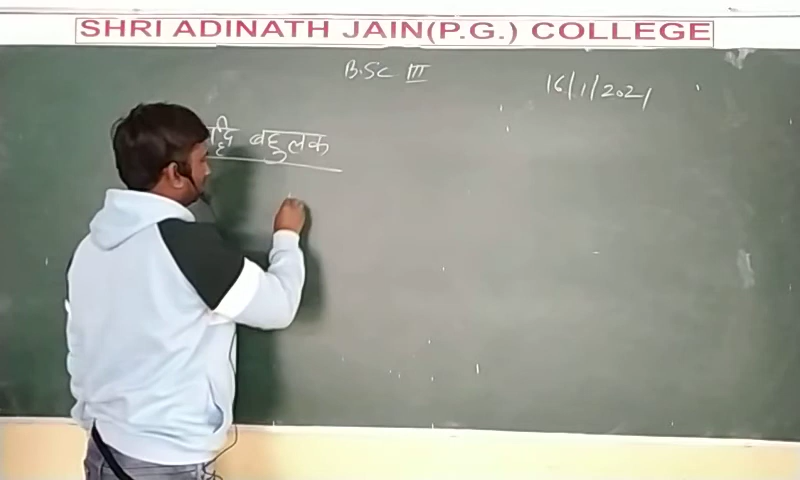 SHRI ADINATH JAIN(P.G.) COLLEGE
B.SC III
16/1/2021
बहुलक